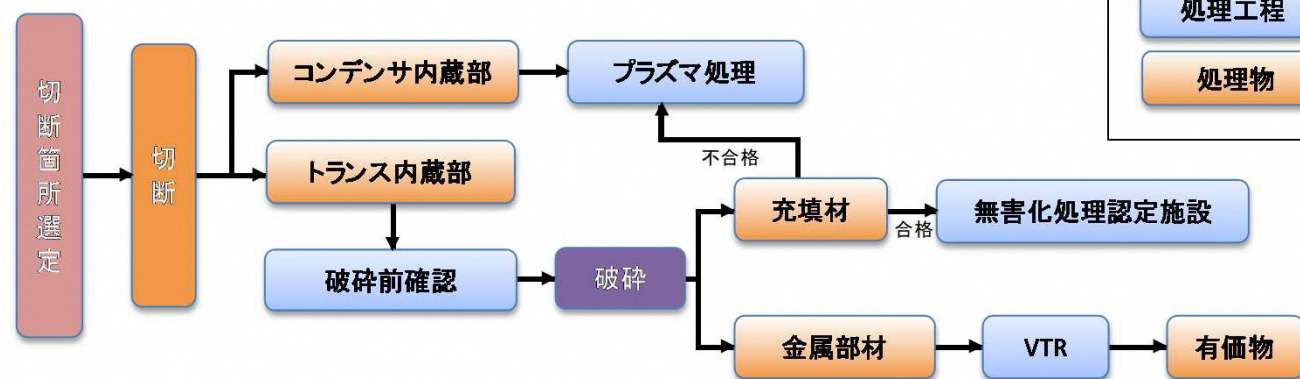 処理工程
処理物
切断箇所選定
切断
コンデンサ内蔵部
プラズマ処理
トランス内蔵部
不合格
充填材
合格
無害化処理認定施設
破砕前確認
破砕
金属部材
VTR
有価物